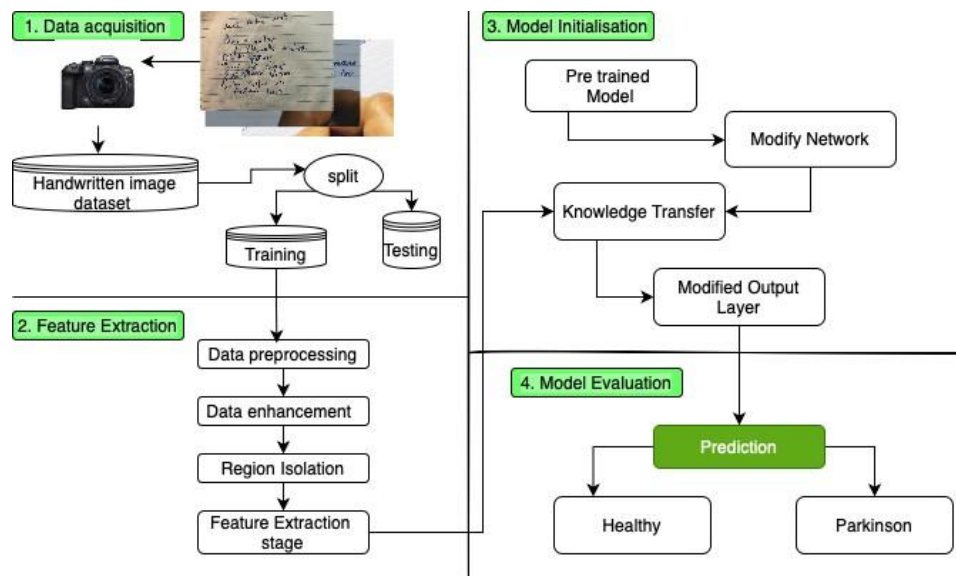 1. Data acquisition
Handwritten image
dataset
split
Training
Testing
2. Feature Extraction
Data preprocessing
Data enhancement
Region Isolation
Feature Extraction
stage
3. Model Initialisation
Pre trained
Model
Modify Network
Knowledge Transfer
Modified Output
Layer
4. Model Evaluation
Prediction
Healthy
Parkinson